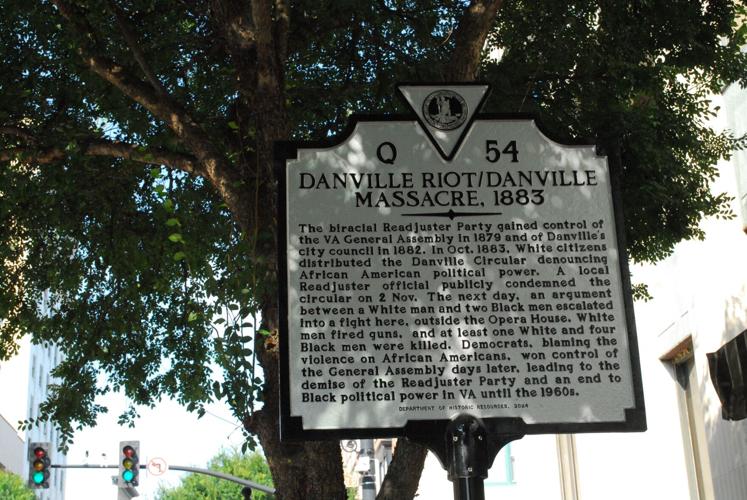 Q 54
DANVILLE RIOT/DANVILLE
MASSACRE, 1883
The biracial Readjuster Party gained control of
the VA General Assembly in 1879 and of Danville's
city council in 1882. In Oct. 1883, White citizens
distributed the Danville Circular denouncing
African American political power. A local
Readjuster official publicly condemned the
circular on 2 Nov. The next day, an argument
between a White man and two Black men escalated
into a fight here, outside the Opera House. White
men fired guns, and at least one White and four
Black men were killed. Democrats, blaming the
violence on African Americans, won control of
the General Assembly days later, leading to the
demise of the Readjuster Party and an end to
Black political power in VA until the 1960s.
DEPARTMENT OF HISTORIC RESOURCES, 2024